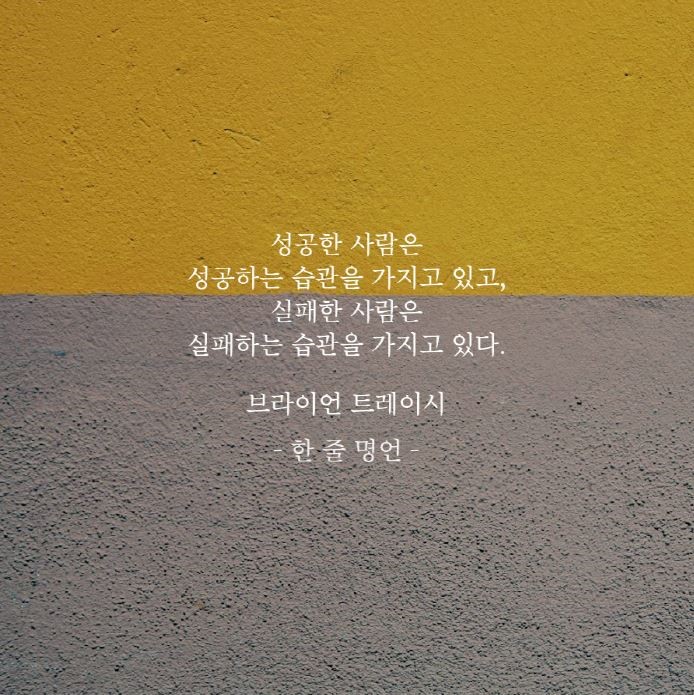 성공한 사람은
성공하는 습관을 가지고 있고,
실패한 사람은
실패하는 습관을 가지고 있다.
브라이언 트레이시
- 한 줄 명언 -